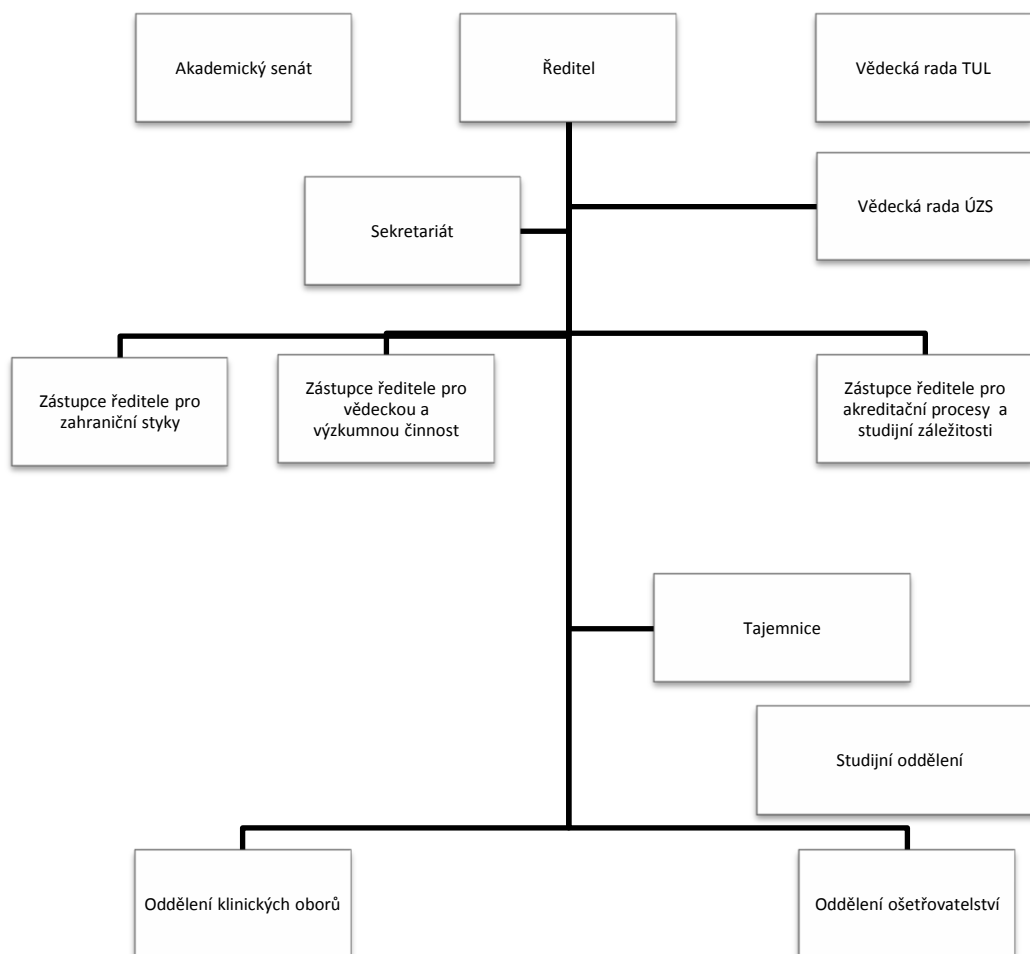 Akademický senát
Ředitel
Vědecká rada TUL
Vědecká rada ÚZS
Sekretariát
Zástupce ředitele pro
zahraniční styky
Zástupce ředitele pro
vědeckou a
výzkumnou činnost
Zástupce ředitele pro
akreditační procesy a
studijní záležitosti
Tajemnice
Studijní oddělení
Oddělení klinických oborů
Oddělení ošetřovatelství